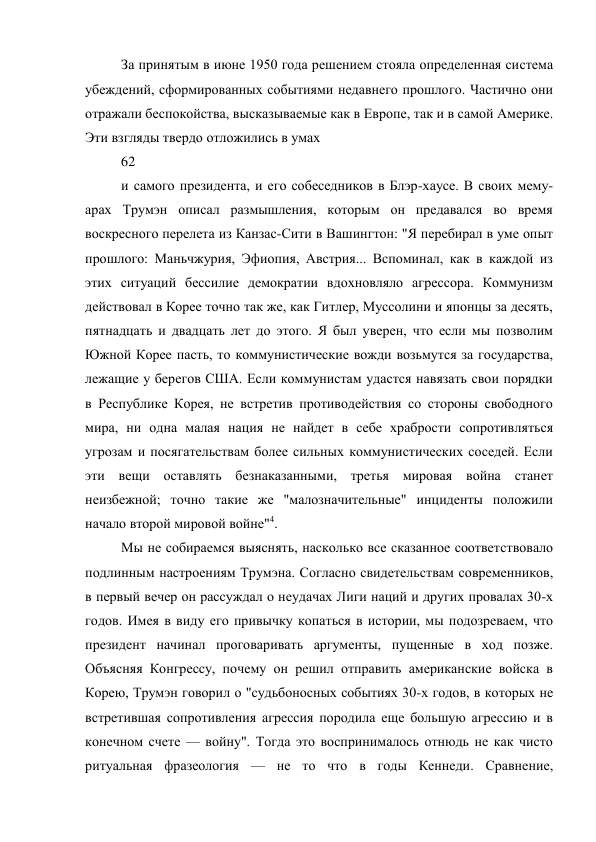 За принятым в июне 1950 года решением стояла определенная система
убеждений, сформированных событиями недавнего прошлого. Частично они
отражали беспокойства, высказываемые как в Европе, так и в самой Америке.
Эти взгляды твердо отложились в умах
62
и самого президента, и его собеседников в Блэр-хаусе. В своих мему-
арах Трумэн описал размышления, которым он предавался во время
воскресного перелета из Канзас-Сити в Вашингтон: "Я перебирал в уме опыт
прошлого: Маньчжурия, Эфиопия, Австрия... Вспоминал, как в каждой из
этих ситуаций бессилие демократии вдохновляло агрессора. Коммунизм
действовал в Корее точно так же, как Гитлер, Муссолини и японцы за десять,
пятнадцать и двадцать лет до этого. Я был уверен, что если мы позволим
Южной Корее пасть, то коммунистические вожди возьмутся за государства,
лежащие у берегов США. Если коммунистам удастся навязать свои порядки
в Республике Корея, не встретив противодействия со стороны свободного
мира, ни одна малая нация не найдет в себе храбрости сопротивляться
угрозам и посягательствам более сильных коммунистических соседей. Если
эти вещи оставлять безнаказанными, третья мировая война станет
неизбежной; точно такие же "малозначительные" инциденты положили
начало второй мировой войне"4.
Мы не собираемся выяснять, насколько все сказанное соответствовало
подлинным настроениям Трумэна. Согласно свидетельствам современников,
в первый вечер он рассуждал о неудачах Лиги наций и других провалах 30-х
годов. Имея в виду его привычку копаться в истории, мы подозреваем, что
президент начинал проговаривать аргументы, пущенные в ход позже.
Объясняя Конгрессу, почему он решил отправить американские войска в
Корею, Трумэн говорил о "судьбоносных событиях 30-х годов, в которых не
встретившая сопротивления агрессия породила еще большую агрессию и в
конечном счете — войну". Тогда это воспринималось отнюдь не как чисто
ритуальная фразеология — не то что в годы Кеннеди. Сравнение,